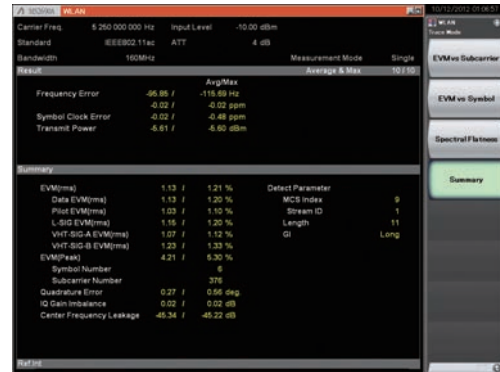 MS2690A WLAN
10/12/2012 01:06:53
Carrier Freq. 5 250 000 000 Hz Input Level -10.00 dBm
Standard IEEE802.11ac ATT 4 dB
Bandwidth 160MHz Measurement Mode Single
Result Average & Max 10 / 10
Avg/Max
Frequency Error -95.85 / -115.69 Hz
-0.02 / -0.02 ppm
Symbol Clock Error -0.02 / -0.48 ppm
Transmit Power -5.61 / -5.60 dBm
Summary
EVM(rms) 1.13 / 1.21 % Detect Parameter
Data EVM(rms) 1.13 / 1.20 % MCS Index 9
Pilot EVM(rms) 1.03 / 1.10 % Stream ID 1
L-SIG EVM(rms) 1.15 / 1.20 % Length 11
VHT-SIG-A EVM(rms) 1.07 / 1.12 % GI Long
VHT-SIG-B EVM(rms) 1.23 / 1.33 %
EVM(Peak) 4.21 / 5.30 %
Symbol Number 6
Subcarrier Number 376
Quadrature Error 0.27 / 0.56 deg.
IQ Gain Imbalance 0.02 / 0.02 dB
Center Frequency Leakage -45.34 / -45.22 dB
Ref.Int
WLAN
Trace Mode
EVM vs Subcarrier
EVM vs Symbol
Spectral Flatness
Summary